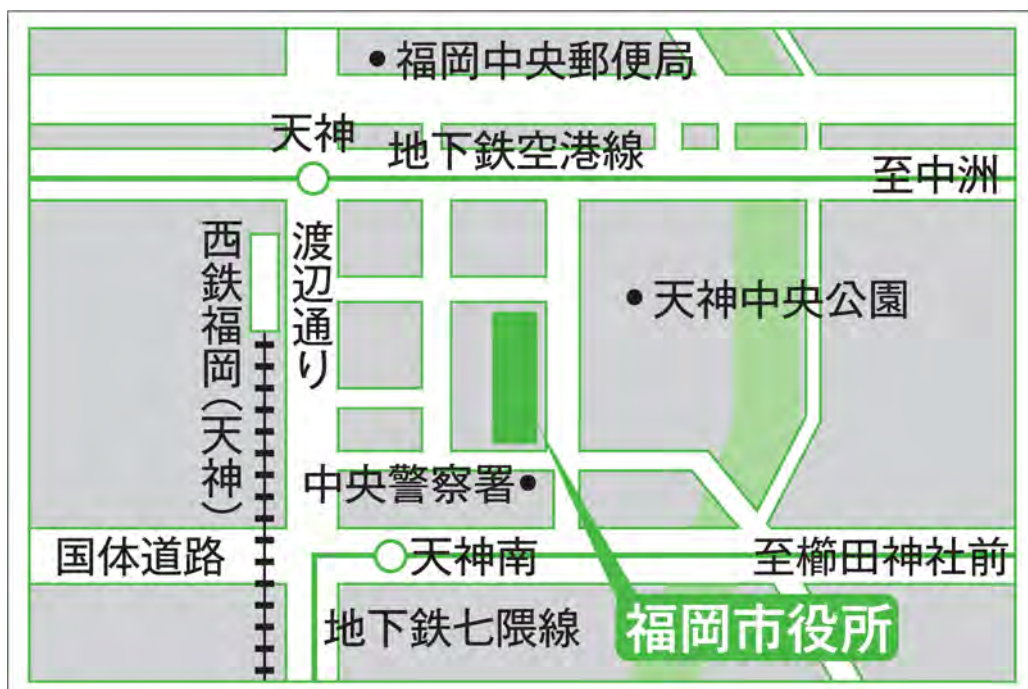 福岡中央郵便局
天神
地下鉄空港線
至中洲
西鉄福岡(天神)
渡辺通り
天神中央公園
中央警察署
国体道路
天神南
至櫛田神社前
地下鉄七隈線
福岡市役所